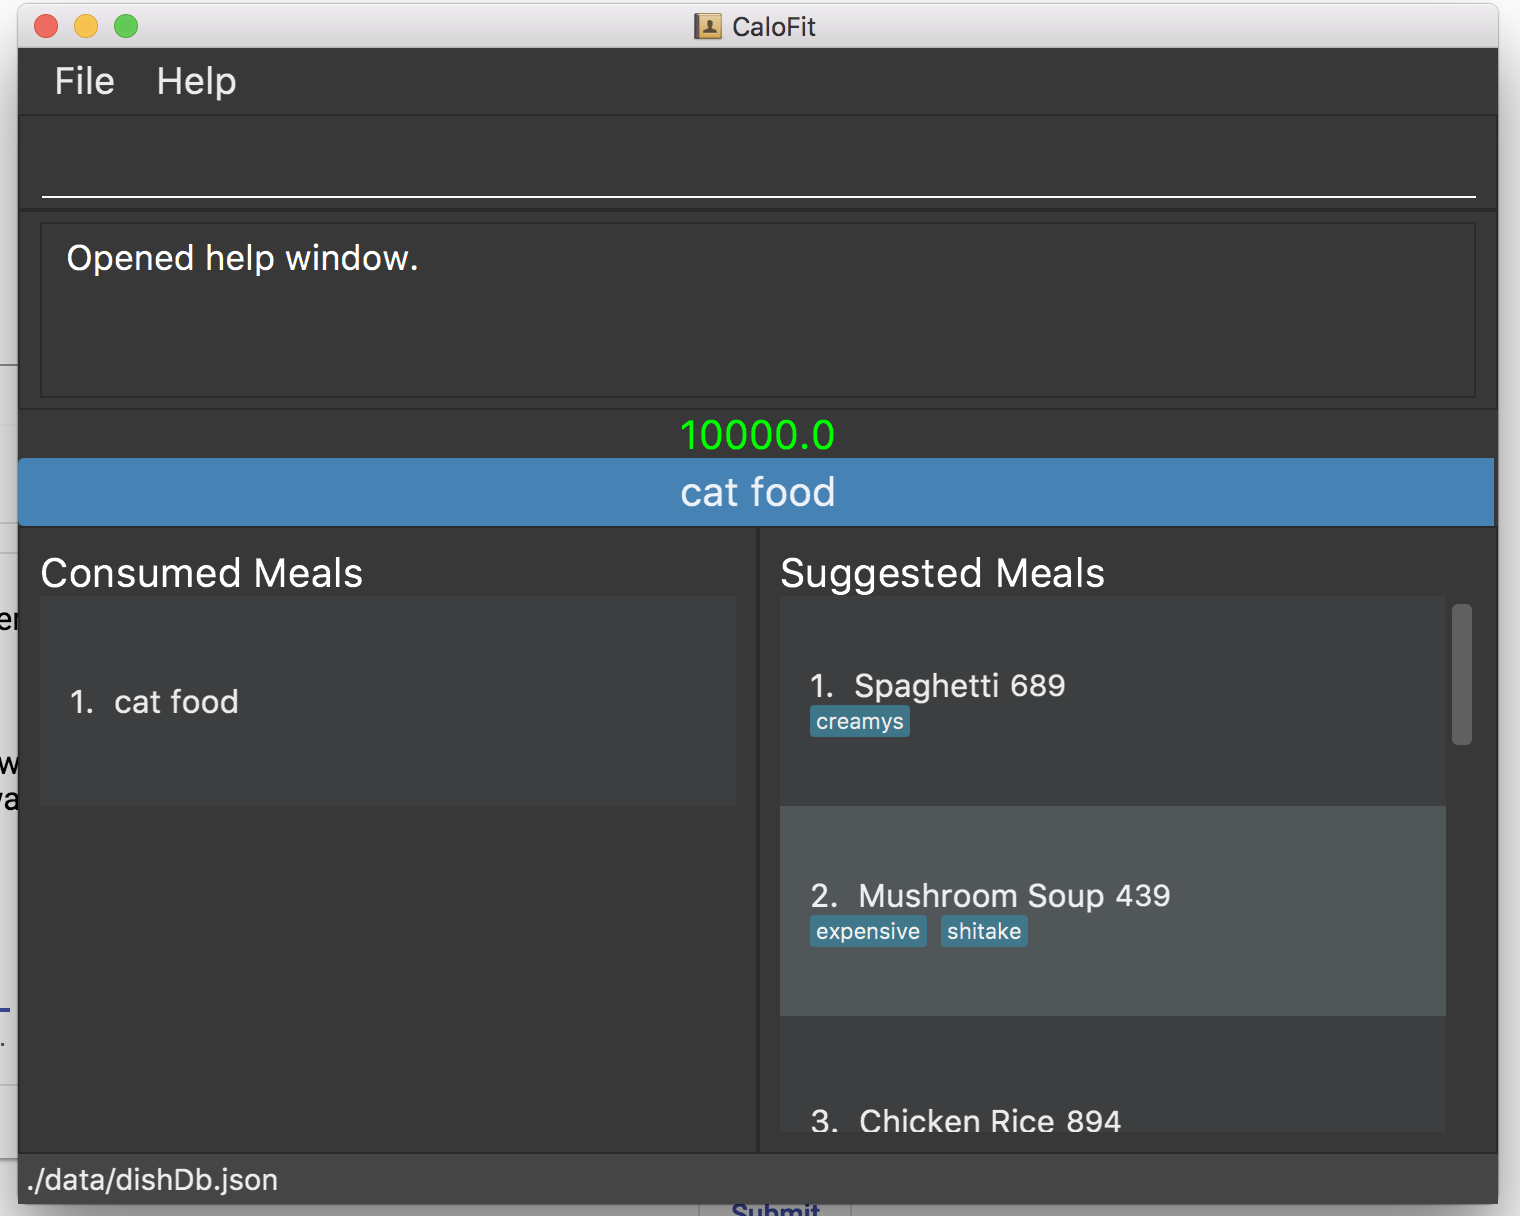 CaloFit
File Help
Opened help window.
10000.0
cat food
Consumed Meals
1. cat food
Suggested Meals
1. Spaghetti 689
creamys
2. Mushroom Soup 439
expensive shitake
3. Chicken Rice 894
./data/dishDb.json
Submit